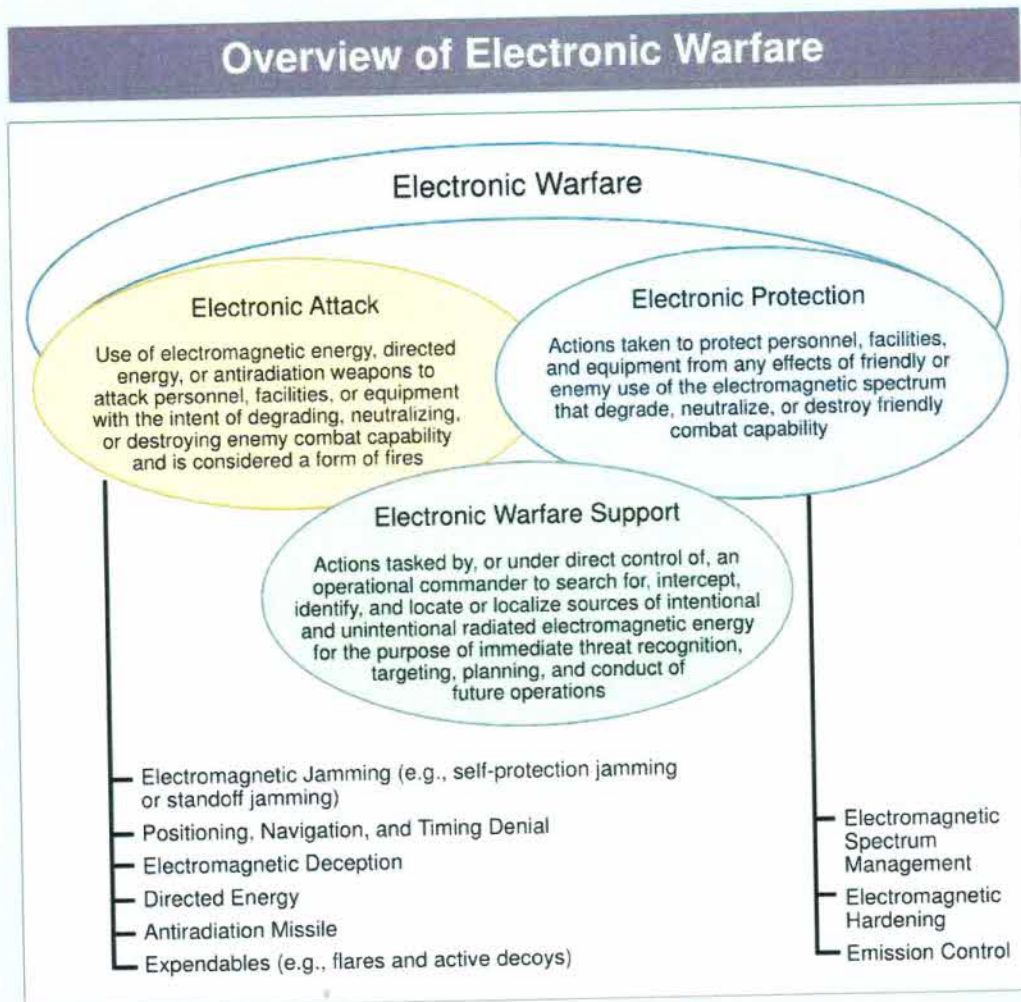 Overview of Electronic Warfare
Electronic Warfare
Electronic Attack
Use of electromagnetic energy, directed
energy, or antiradiation weapons to
attack personnel, facilities, or equipment
with the intent of degrading, neutralizing,
or destroying enemy combat capability
and is considered a form of fires
Electronic Protection
Actions taken to protect personnel, facilities,
and equipment from any effects of friendly or
enemy use of the electromagnetic spectrum
that degrade, neutralize, or destroy friendly
combat capability
Electronic Warfare Support
Actions tasked by, or under direct control of, an
operational commander to search for, intercept,
identify, and locate or localize sources of intentional
and unintentional radiated electromagnetic energy
for the purpose of immediate threat recognition,
targeting, planning, and conduct of
future operations
Electromagnetic Jamming (e.g., self-protection jamming
or standoff jamming)
Positioning, Navigation, and Timing Denial
Electromagnetic Deception
Directed Energy
Antiradiation Missile
Expendables (e.g., flares and active decoys)
Electromagnetic
Spectrum
Management
Electromagnetic
Hardening
Emission Control